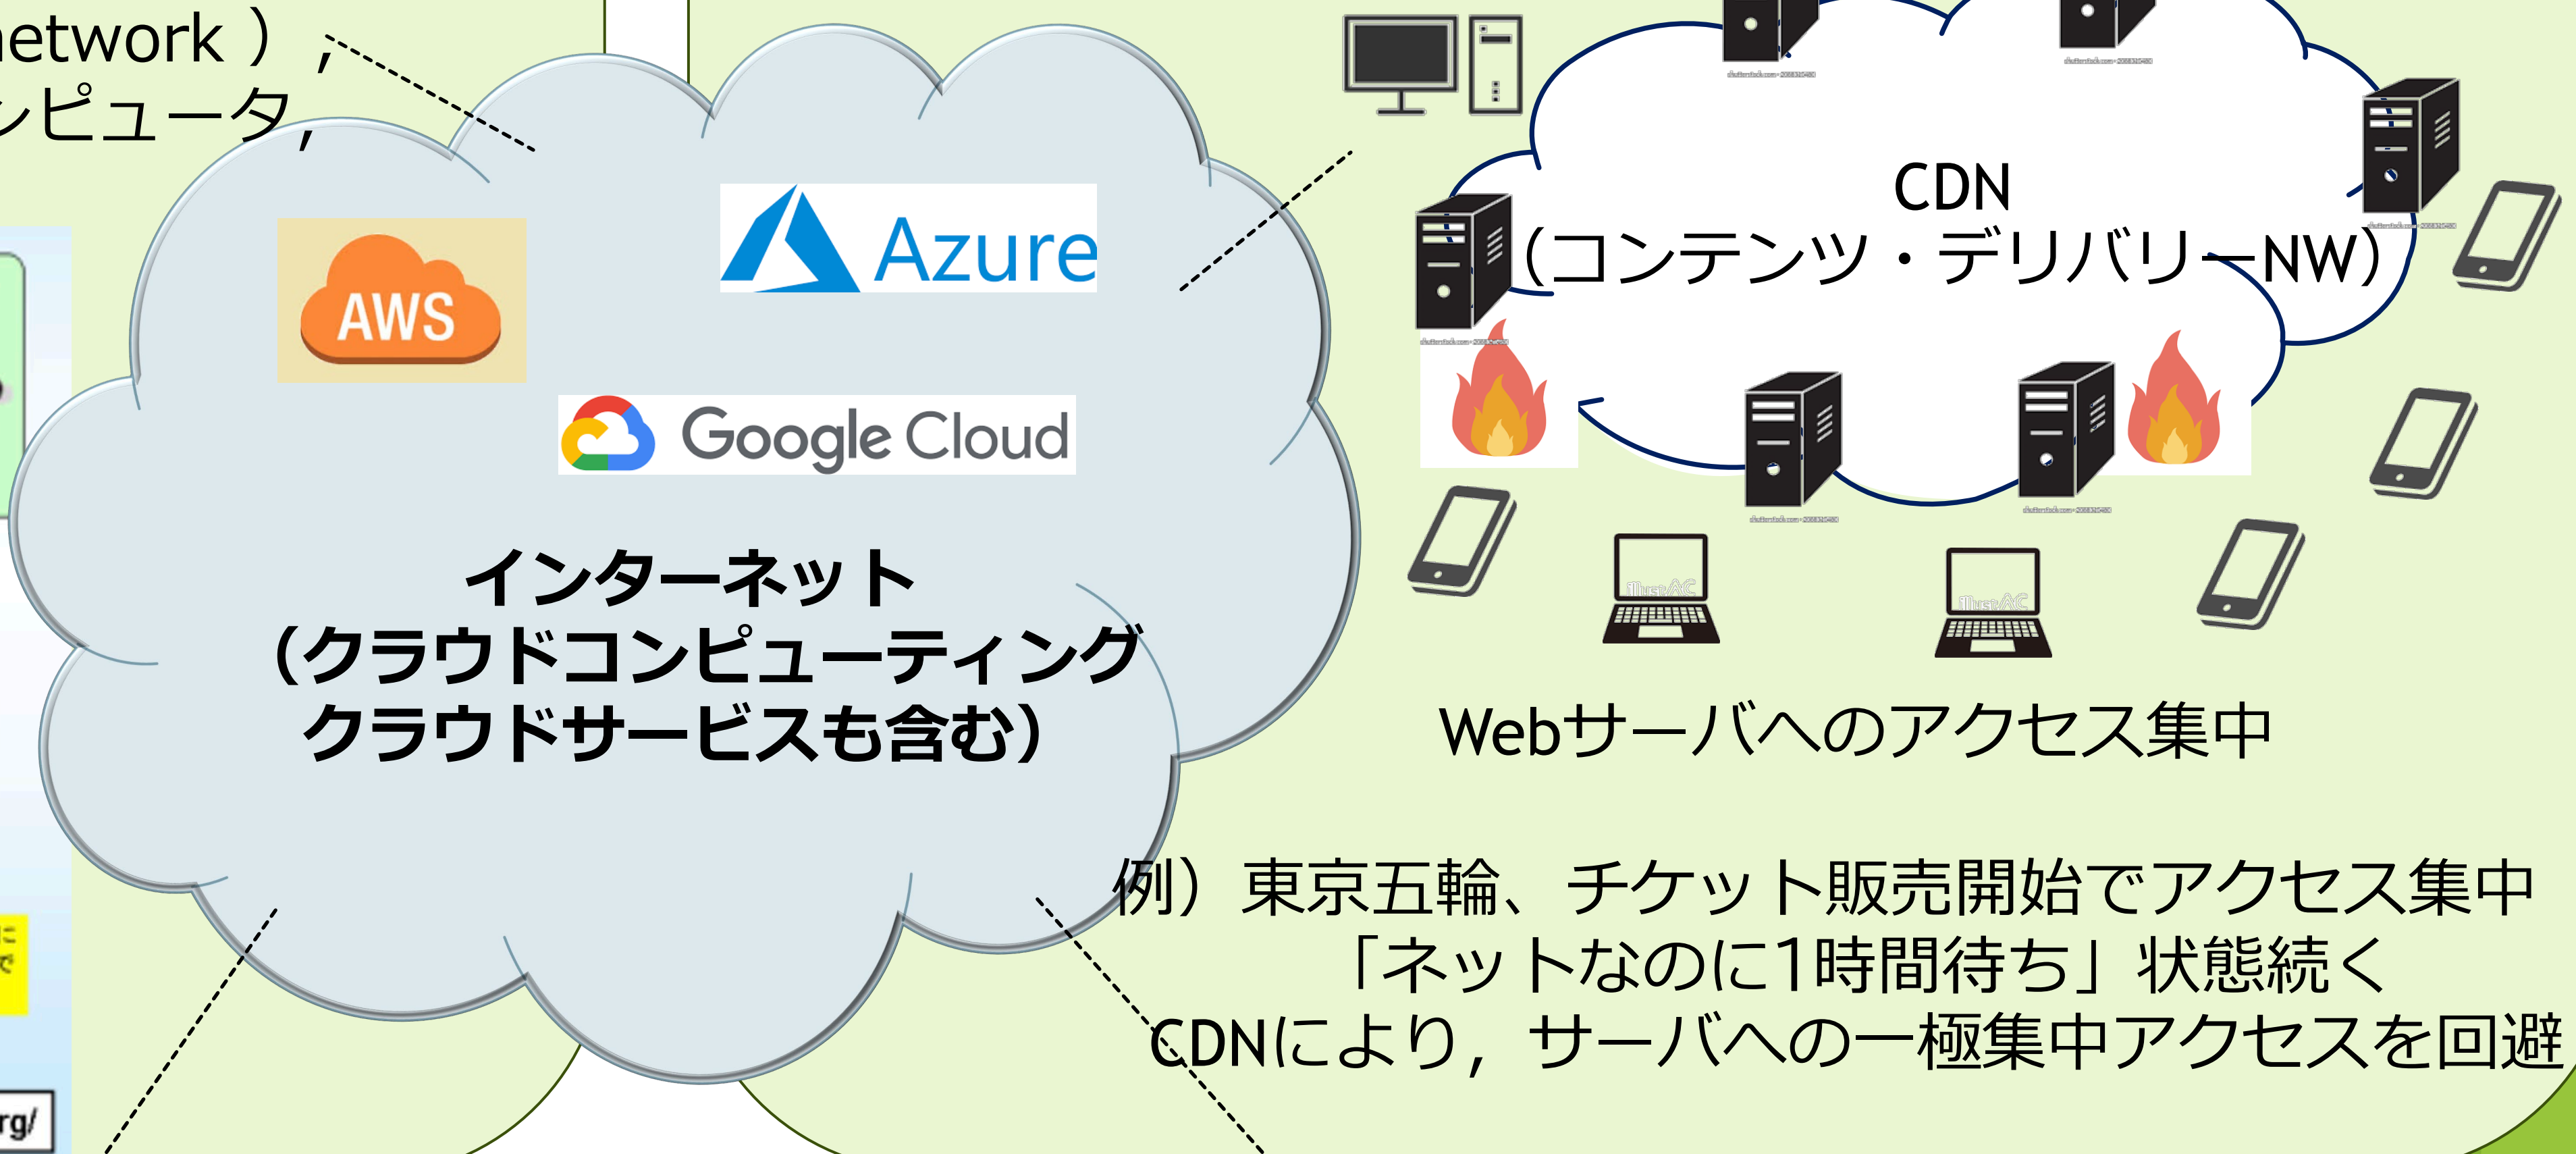 network ） ,
ンピュータ,
AWS
Azure
Google Cloud
インターネット
（クラウドコンピューティング
クラウドサービスも含む）
に
で
rg/
CDN
（コンテンツ・デリバリーNW）
Webサーバへのアクセス集中
例）東京五輪、チケット販売開始でアクセス集中
「ネットなのに1時間待ち」状態続く
CDNにより，サーバへの一極集中アクセスを回避